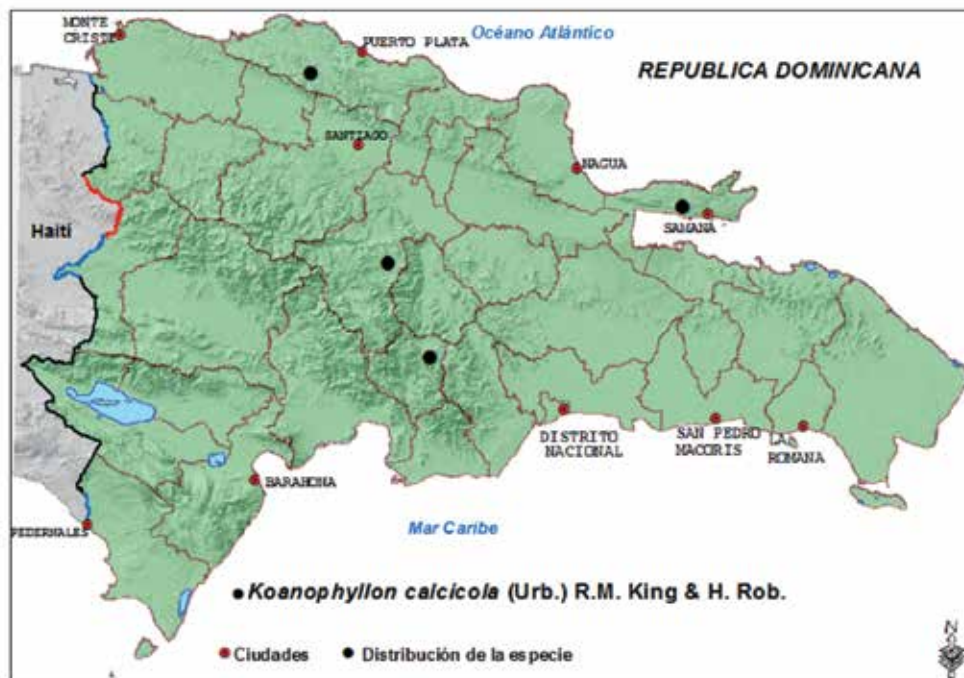 MONTE
CRISTI
PUERTO PLATA
Océano Atlántico
REPUBLICA DOMINICANA
SANTIAGO
NAGUA
SAMANA
Haití
DISTRITO
NACIONAL
SAN PEDRO
MACORIS
LA
ROMANA
BARAHONA
PEDERNALES
Mar Caribe
Koanophyllon calcicola (Urb.) R.M. King & H. Rob.
Ciudades
Distribución de la especie
N